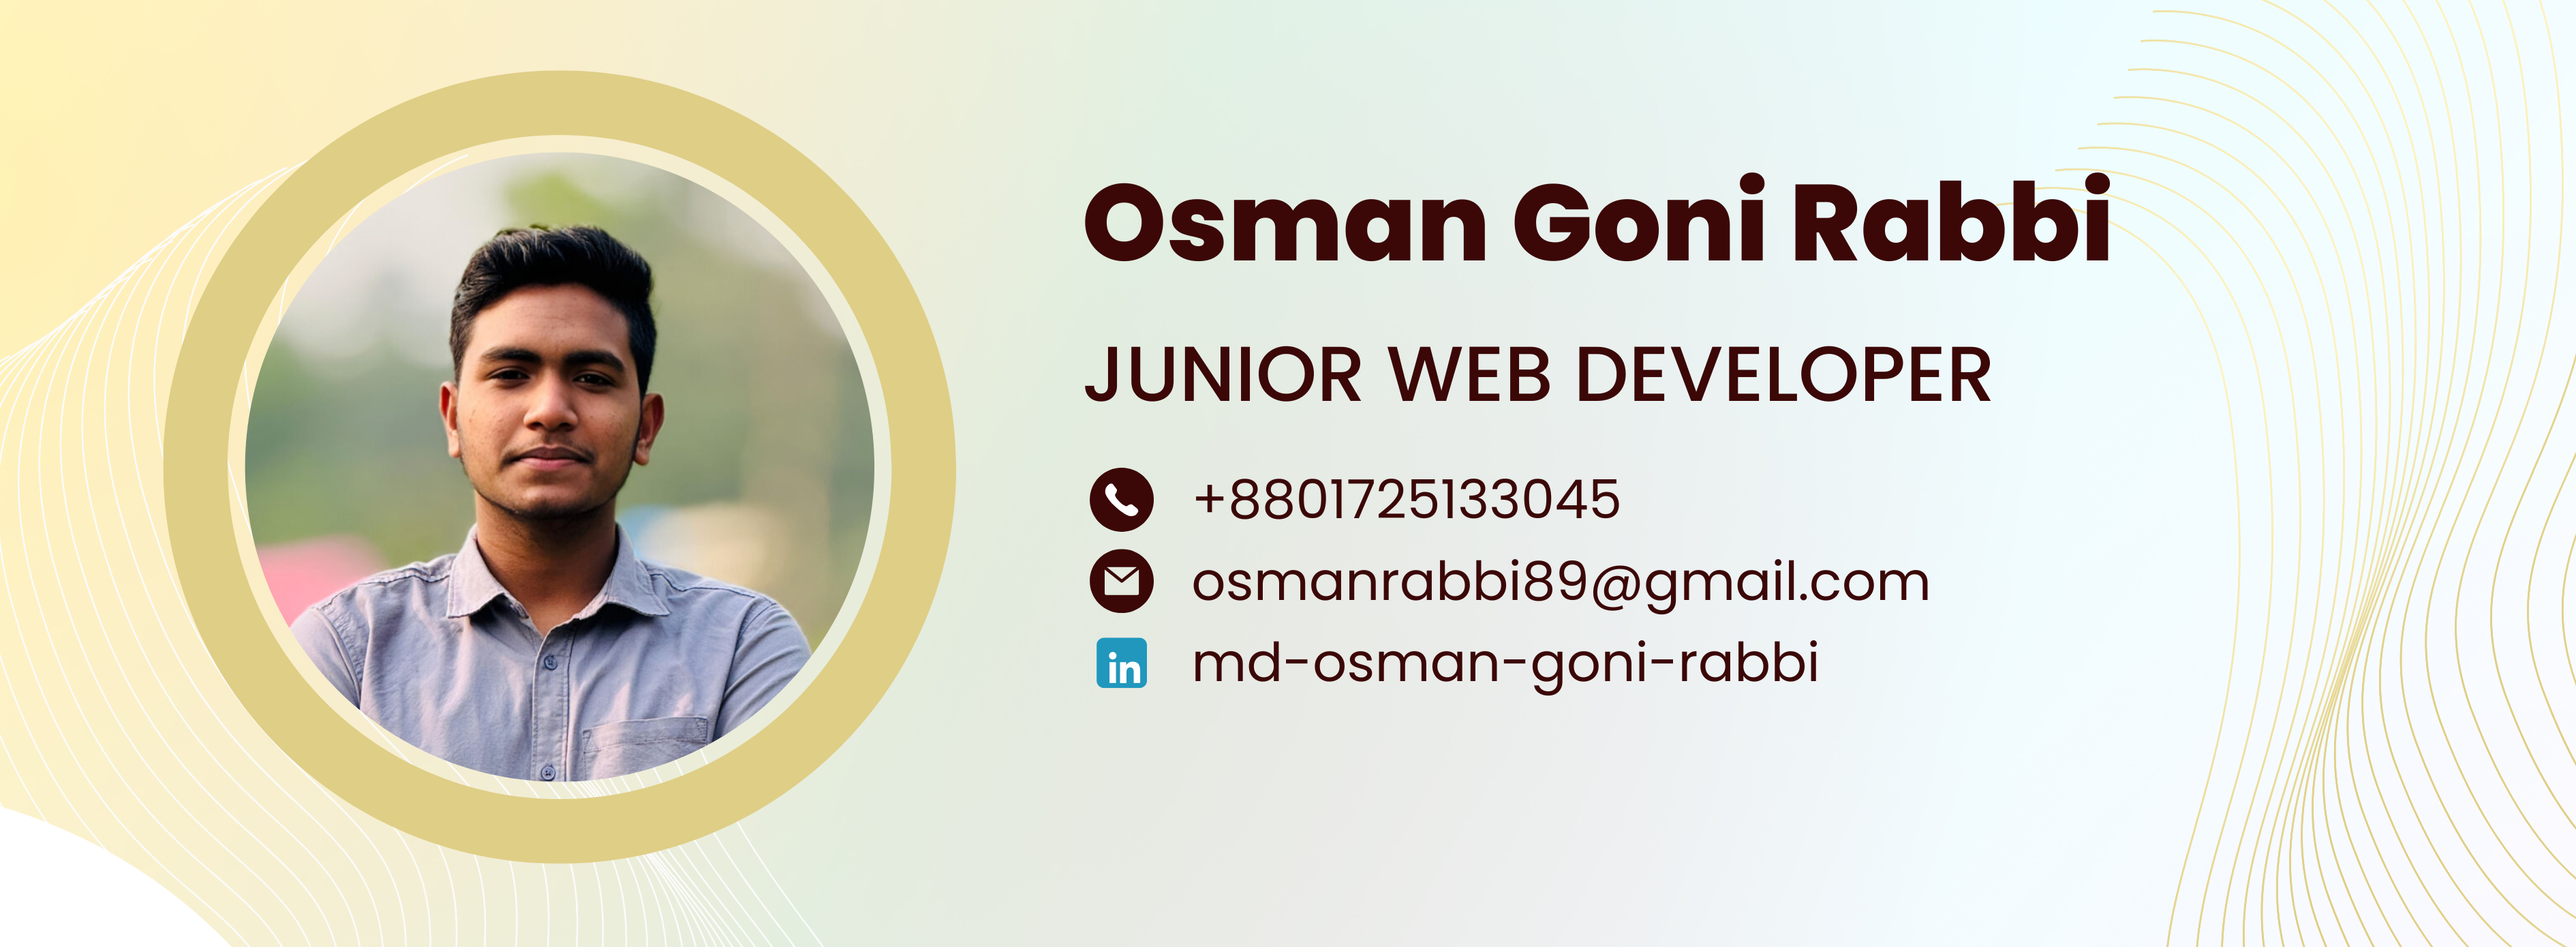 Osman Goni Rabbi
JUNIOR WEB DEVELOPER
+8801725133045
osmanrabbi89@gmail.com
in md-osman-goni-rabbi